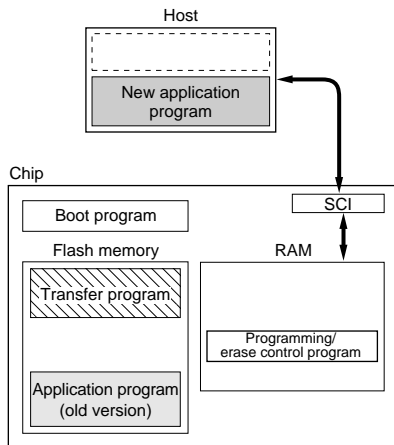 Host
New application
program
Chip
SCI
Boot program
Flash memory
RAM
Transfer program
Programming/
erase control program
Application program
(old version)